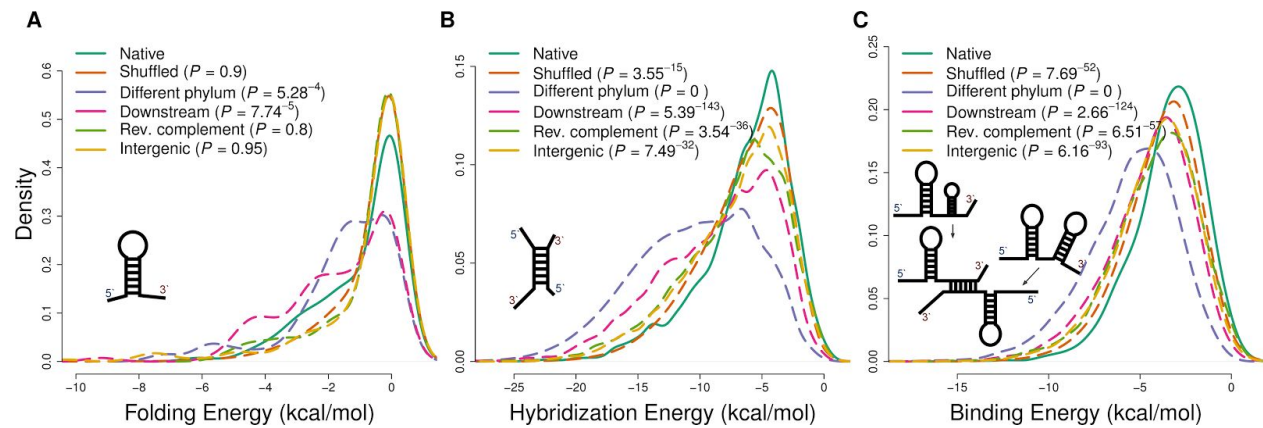 A
Native
Shuffled (P = 0.9)
Different phylum (P = 5.28⁻⁴)
Downstream (P = 7.74⁻⁵)
Rev. complement (P = 0.8)
Intergenic (P = 0.95)
Density
0.6
0.5
0.4
0.3
0.2
0.1
0.0
5` 3`
−10 −8 −6 −4 −2 0
Folding Energy (kcal/mol)
B
Native
Shuffled (P = 3.55⁻¹⁵)
Different phylum (P = 0 )
Downstream (P = 5.39⁻¹⁴³)
Rev. complement (P = 3.54⁻³⁶)
Intergenic (P = 7.49⁻³²)
0.15
0.10
0.05
0.00
5` 3`
3` 5`
−25 −20 −15 −10 −5 0
Hybridization Energy (kcal/mol)
C
Native
Shuffled (P = 7.69⁻⁵²)
Different phylum (P = 0 )
Downstream (P = 2.66⁻¹²⁴)
Rev. complement (P = 6.51⁻⁵⁷)
Intergenic (P = 6.16⁻⁹³)
0.25
0.20
0.15
0.10
0.05
0.00
5` 3`
5` 3`
5` 3`
3` 5`
−15 −10 −5 0
Binding Energy (kcal/mol)